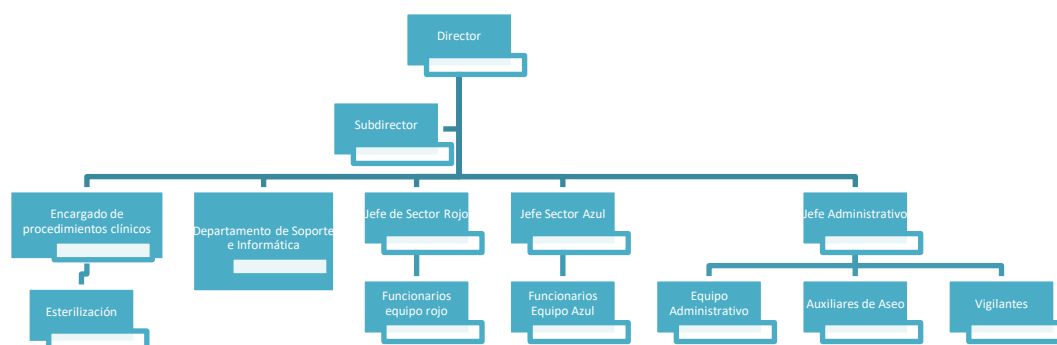 Director
Subdirector
Encargado de
procedimientos clínicos
Departamento de Soporte
e Informática
Jefe de Sector Rojo
Jefe Sector Azul
Jefe Administrativo
Esterilización
Funcionarios
equipo rojo
Funcionarios
Equipo Azul
Equipo
Administrativo
Auxiliares de Aseo
Vigilantes